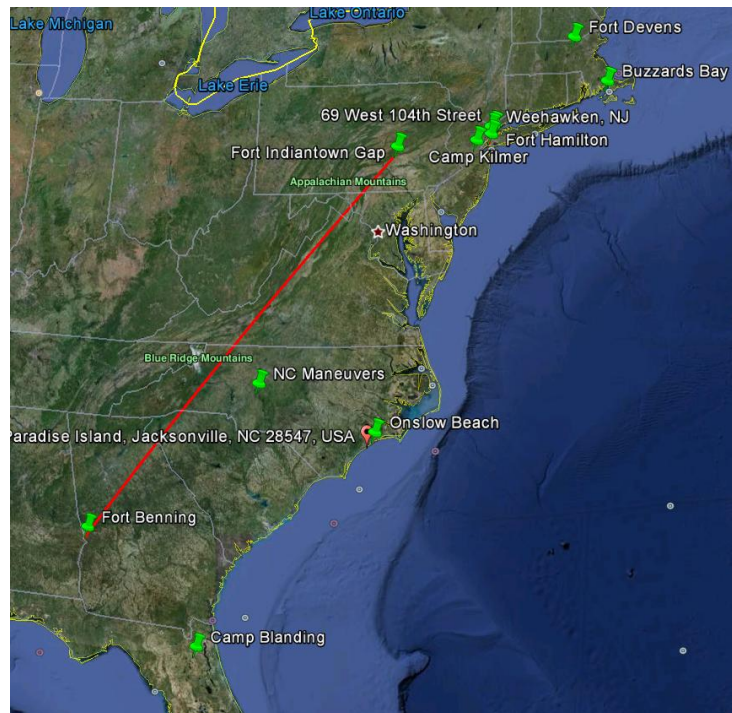 Lake Ontario
Lake Michigan
Fort Devens
Buzzards Bay
Lake Erie
69 West 104th Street
Weehawken, NJ
Fort Hamilton
Fort Indiantown Gap
Camp Kilmer
Appalachian Mountains
Washington
Blue Ridge Mountains
NC Maneuvers
Onslow Beach
Paradise Island, Jacksonville, NC 28547, USA
Fort Benning
Camp Blanding